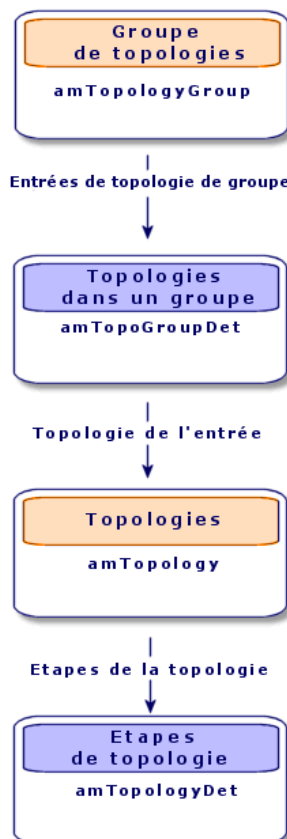 Groupe
de topologies
amTopologyGroup
Entrées de topologie de groupe
Topologies
dans un groupe
amTopoGroupDet
Topologie de l'entrée
Topologies
amTopology
Etapes de la topologie
Etapes
de topologie
amTopologyDet